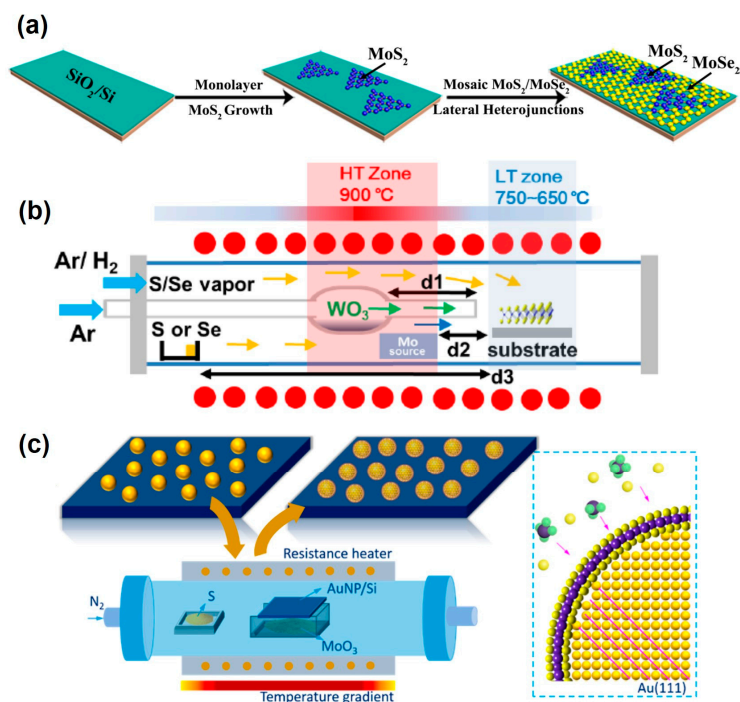 (a)
SiO2/Si
Monolayer
MoS2 Growth
MoS2
Mosaic MoS2/MoSe2
Lateral Heterojunctions
MoS2
MoSe2
(b)
HT Zone
900 ℃
LT zone
750~650℃
Ar/ H2
S/Se vapor
d1
Ar
WO3
S or Se
Mo
source
d2
substrate
d3
(c)
Resistance heater
AuNP/Si
N2
S
MoO3
Temperature gradient
Au(111)